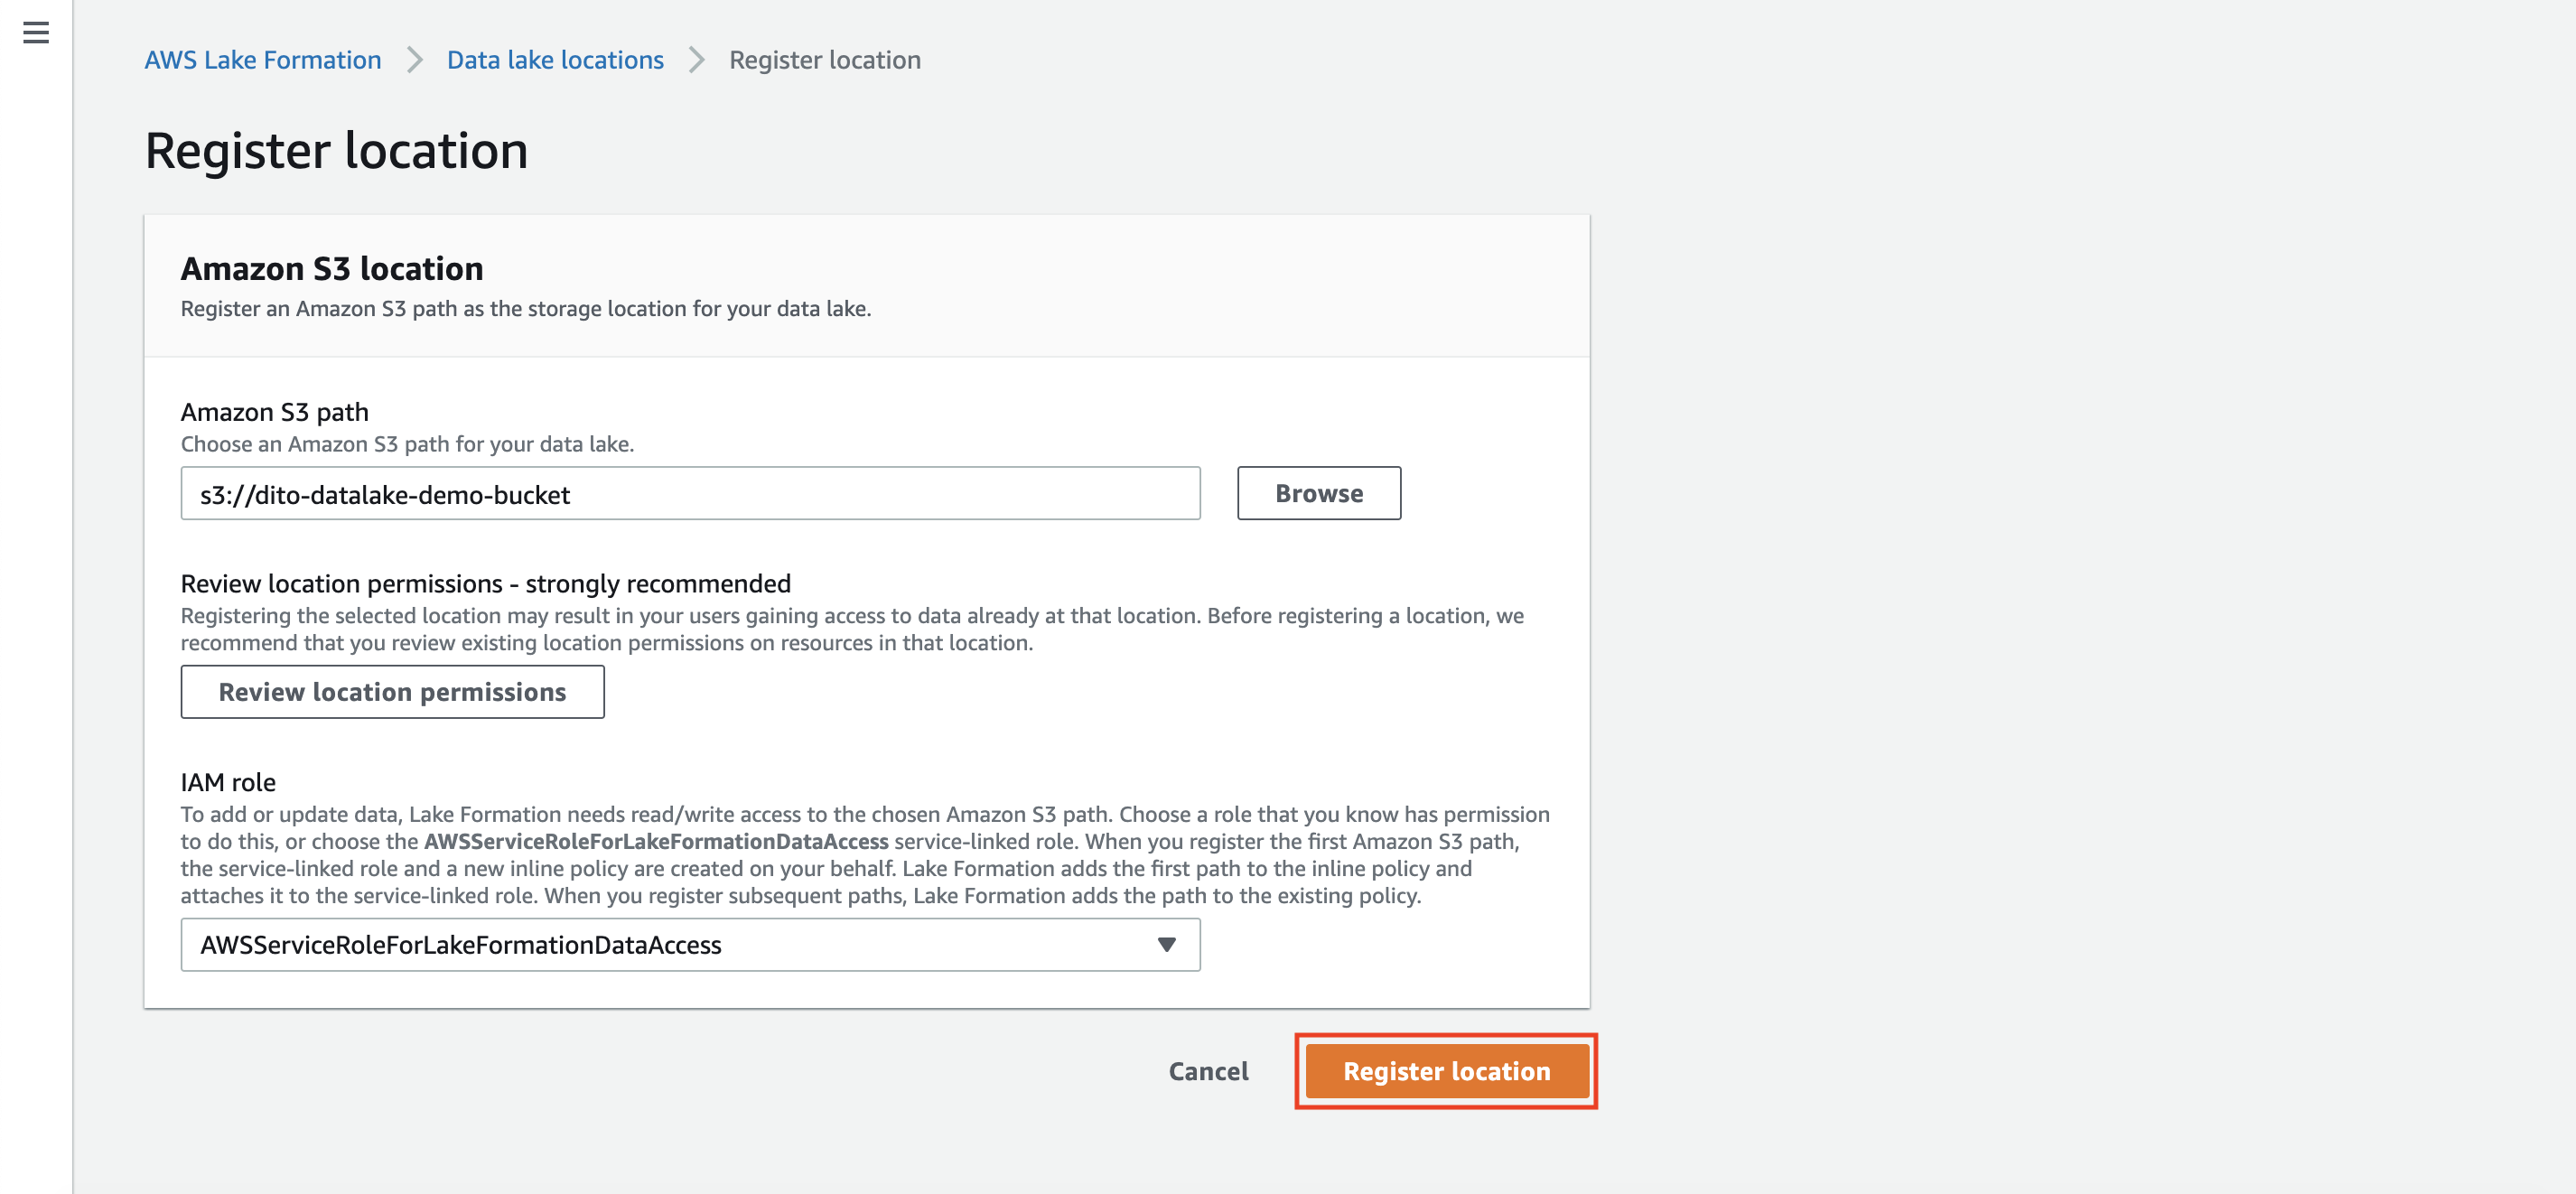 AWS Lake Formation
Data lake locations
Register location
Register location
Amazon S3 location
Register an Amazon S3 path as the storage location for your data lake.
Amazon S3 path
Choose an Amazon S3 path for your data lake.
s3://dito-datalake-demo-bucket
Browse
Review location permissions - strongly recommended
Registering the selected location may result in your users gaining access to data already at that location. Before registering a location, we
recommend that you review existing location permissions on resources in that location.
Review location permissions
IAM role
To add or update data, Lake Formation needs read/write access to the chosen Amazon S3 path. Choose a role that you know has permission
to do this, or choose the AWSServiceRoleForLakeFormationDataAccess service-linked role. When you register the first Amazon S3 path,
the service-linked role and a new inline policy are created on your behalf. Lake Formation adds the first path to the inline policy and
attaches it to the service-linked role. When you register subsequent paths, Lake Formation adds the path to the existing policy.
AWSServiceRoleForLakeFormationDataAccess
Cancel
Register location